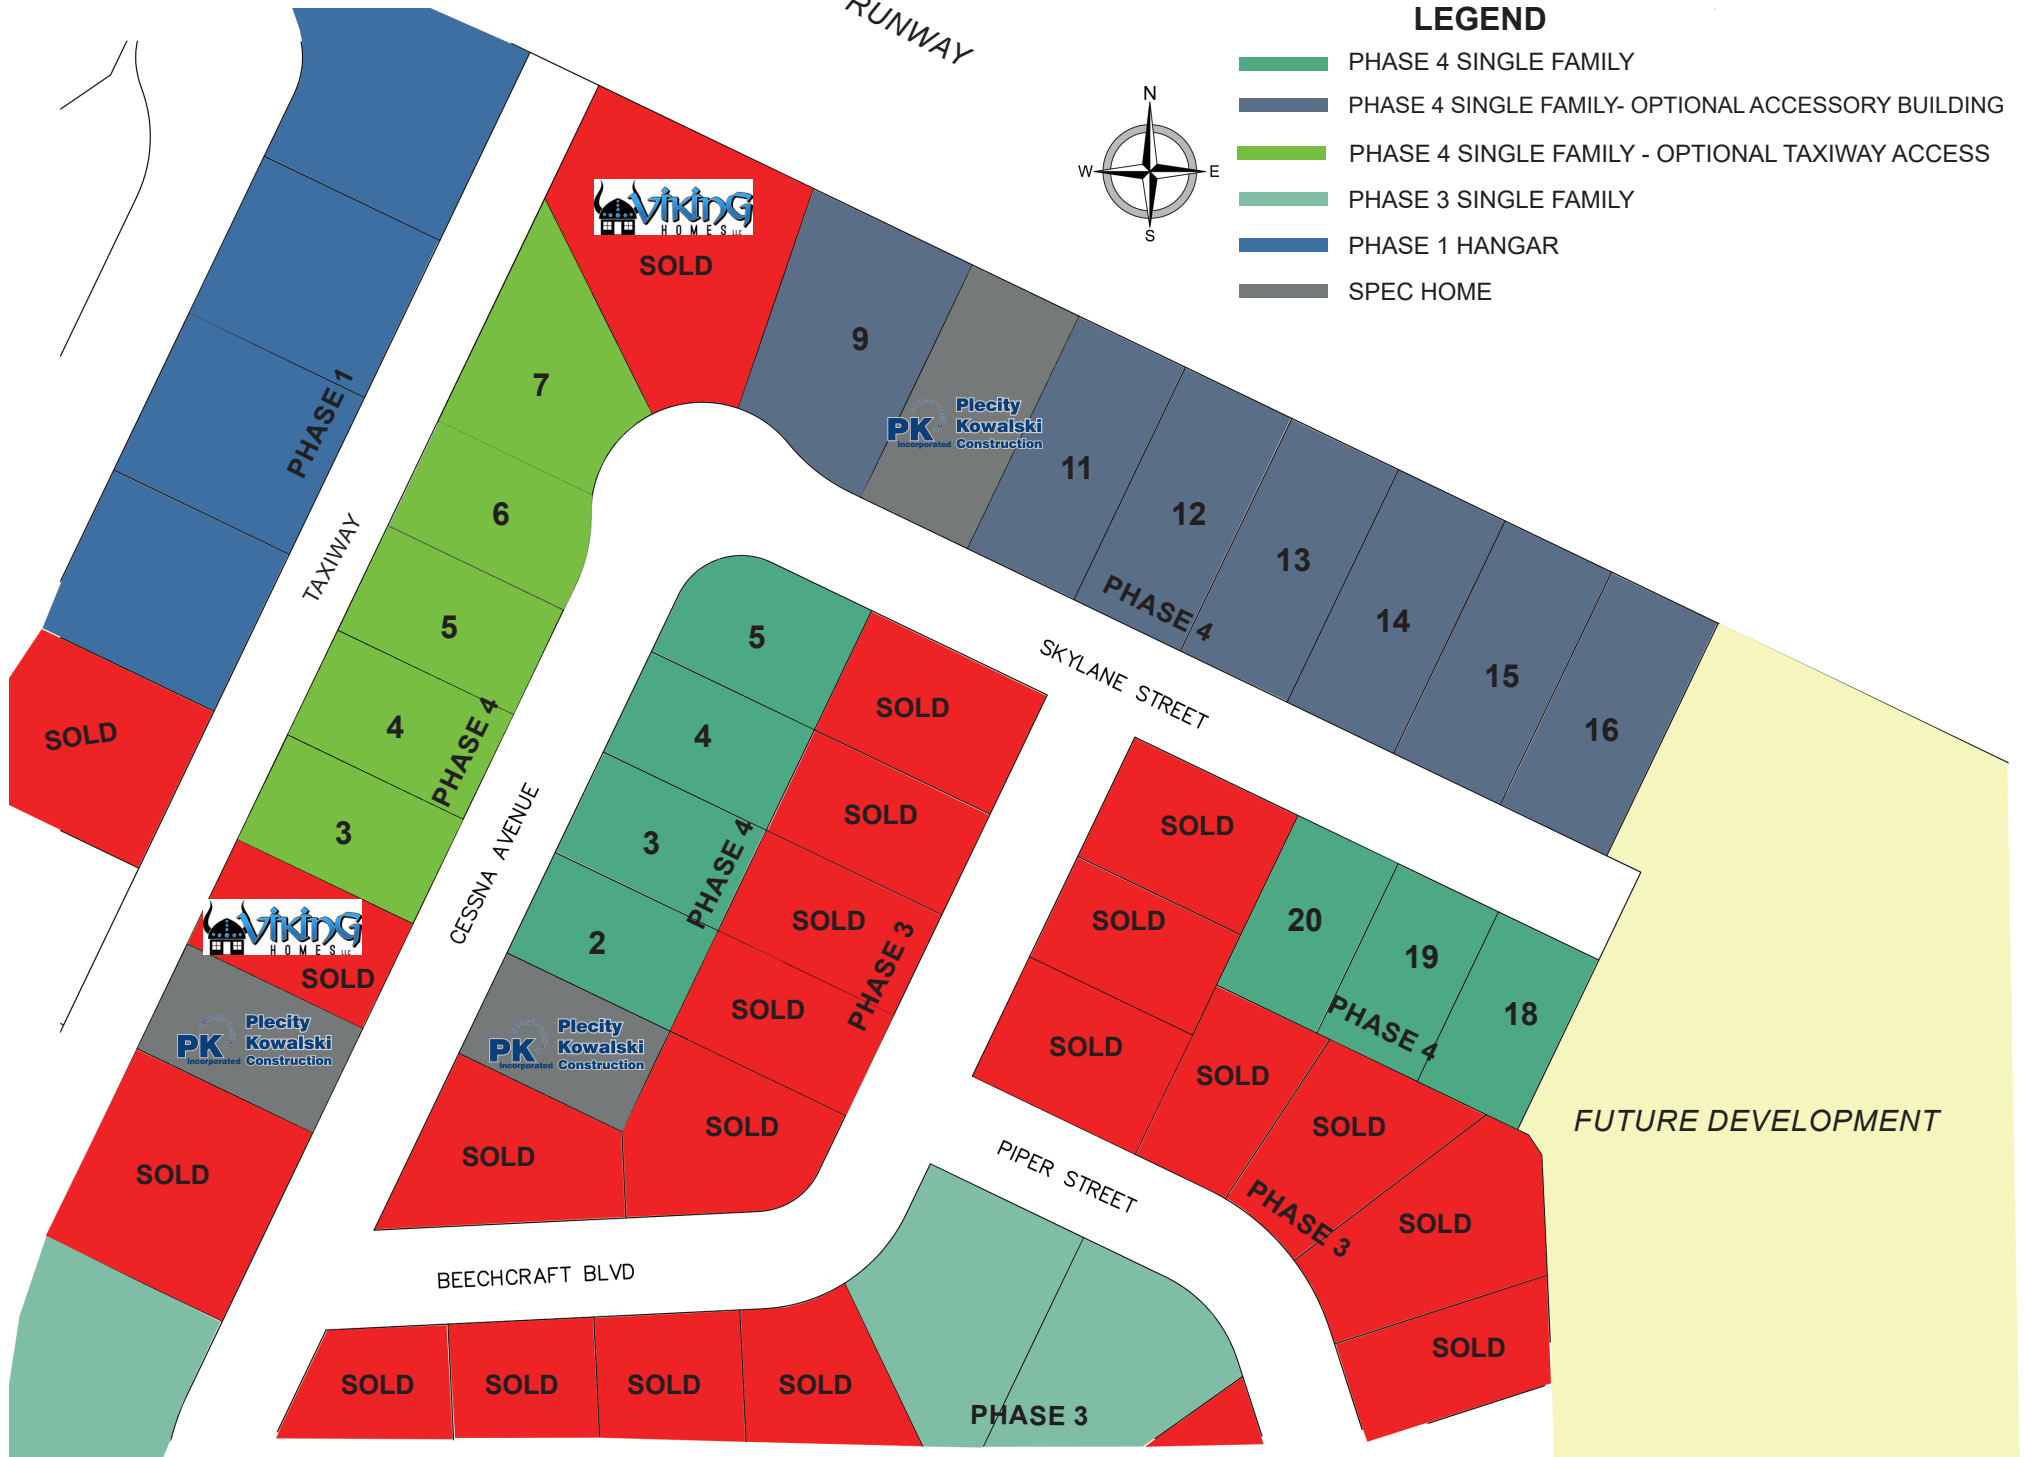 RUNWAY
LEGEND
PHASE 4 SINGLE FAMILY
PHASE 4 SINGLE FAMILY- OPTIONAL ACCESSORY BUILDING
PHASE 4 SINGLE FAMILY - OPTIONAL TAXIWAY ACCESS
PHASE 3 SINGLE FAMILY
PHASE 1 HANGAR
SPEC HOME
N
W
E
S
VIKING
HOMES LLC
SOLD
9
7
PHASE 1
PK
incorporated
Plecity
Kowalski
Construction
11
12
13
14
15
16
PHASE 4
6
TAXIWAY
5
4
PHASE 4
3
SOLD
5
4
3
2
PHASE 4
SKYLANE STREET
SOLD
SOLD
SOLD
SOLD
SOLD
PHASE 3
CESSNA AVENUE
SOLD
SOLD
SOLD
20
19
18
PHASE 4
VIKING
HOMES LLC
SOLD
PK
incorporated
Plecity
Kowalski
Construction
PK
incorporated
Plecity
Kowalski
Construction
SOLD
SOLD
SOLD
SOLD
SOLD
SOLD
PHASE 3
FUTURE DEVELOPMENT
PIPER STREET
BEECHCRAFT BLVD
SOLD
SOLD
SOLD
SOLD
PHASE 3